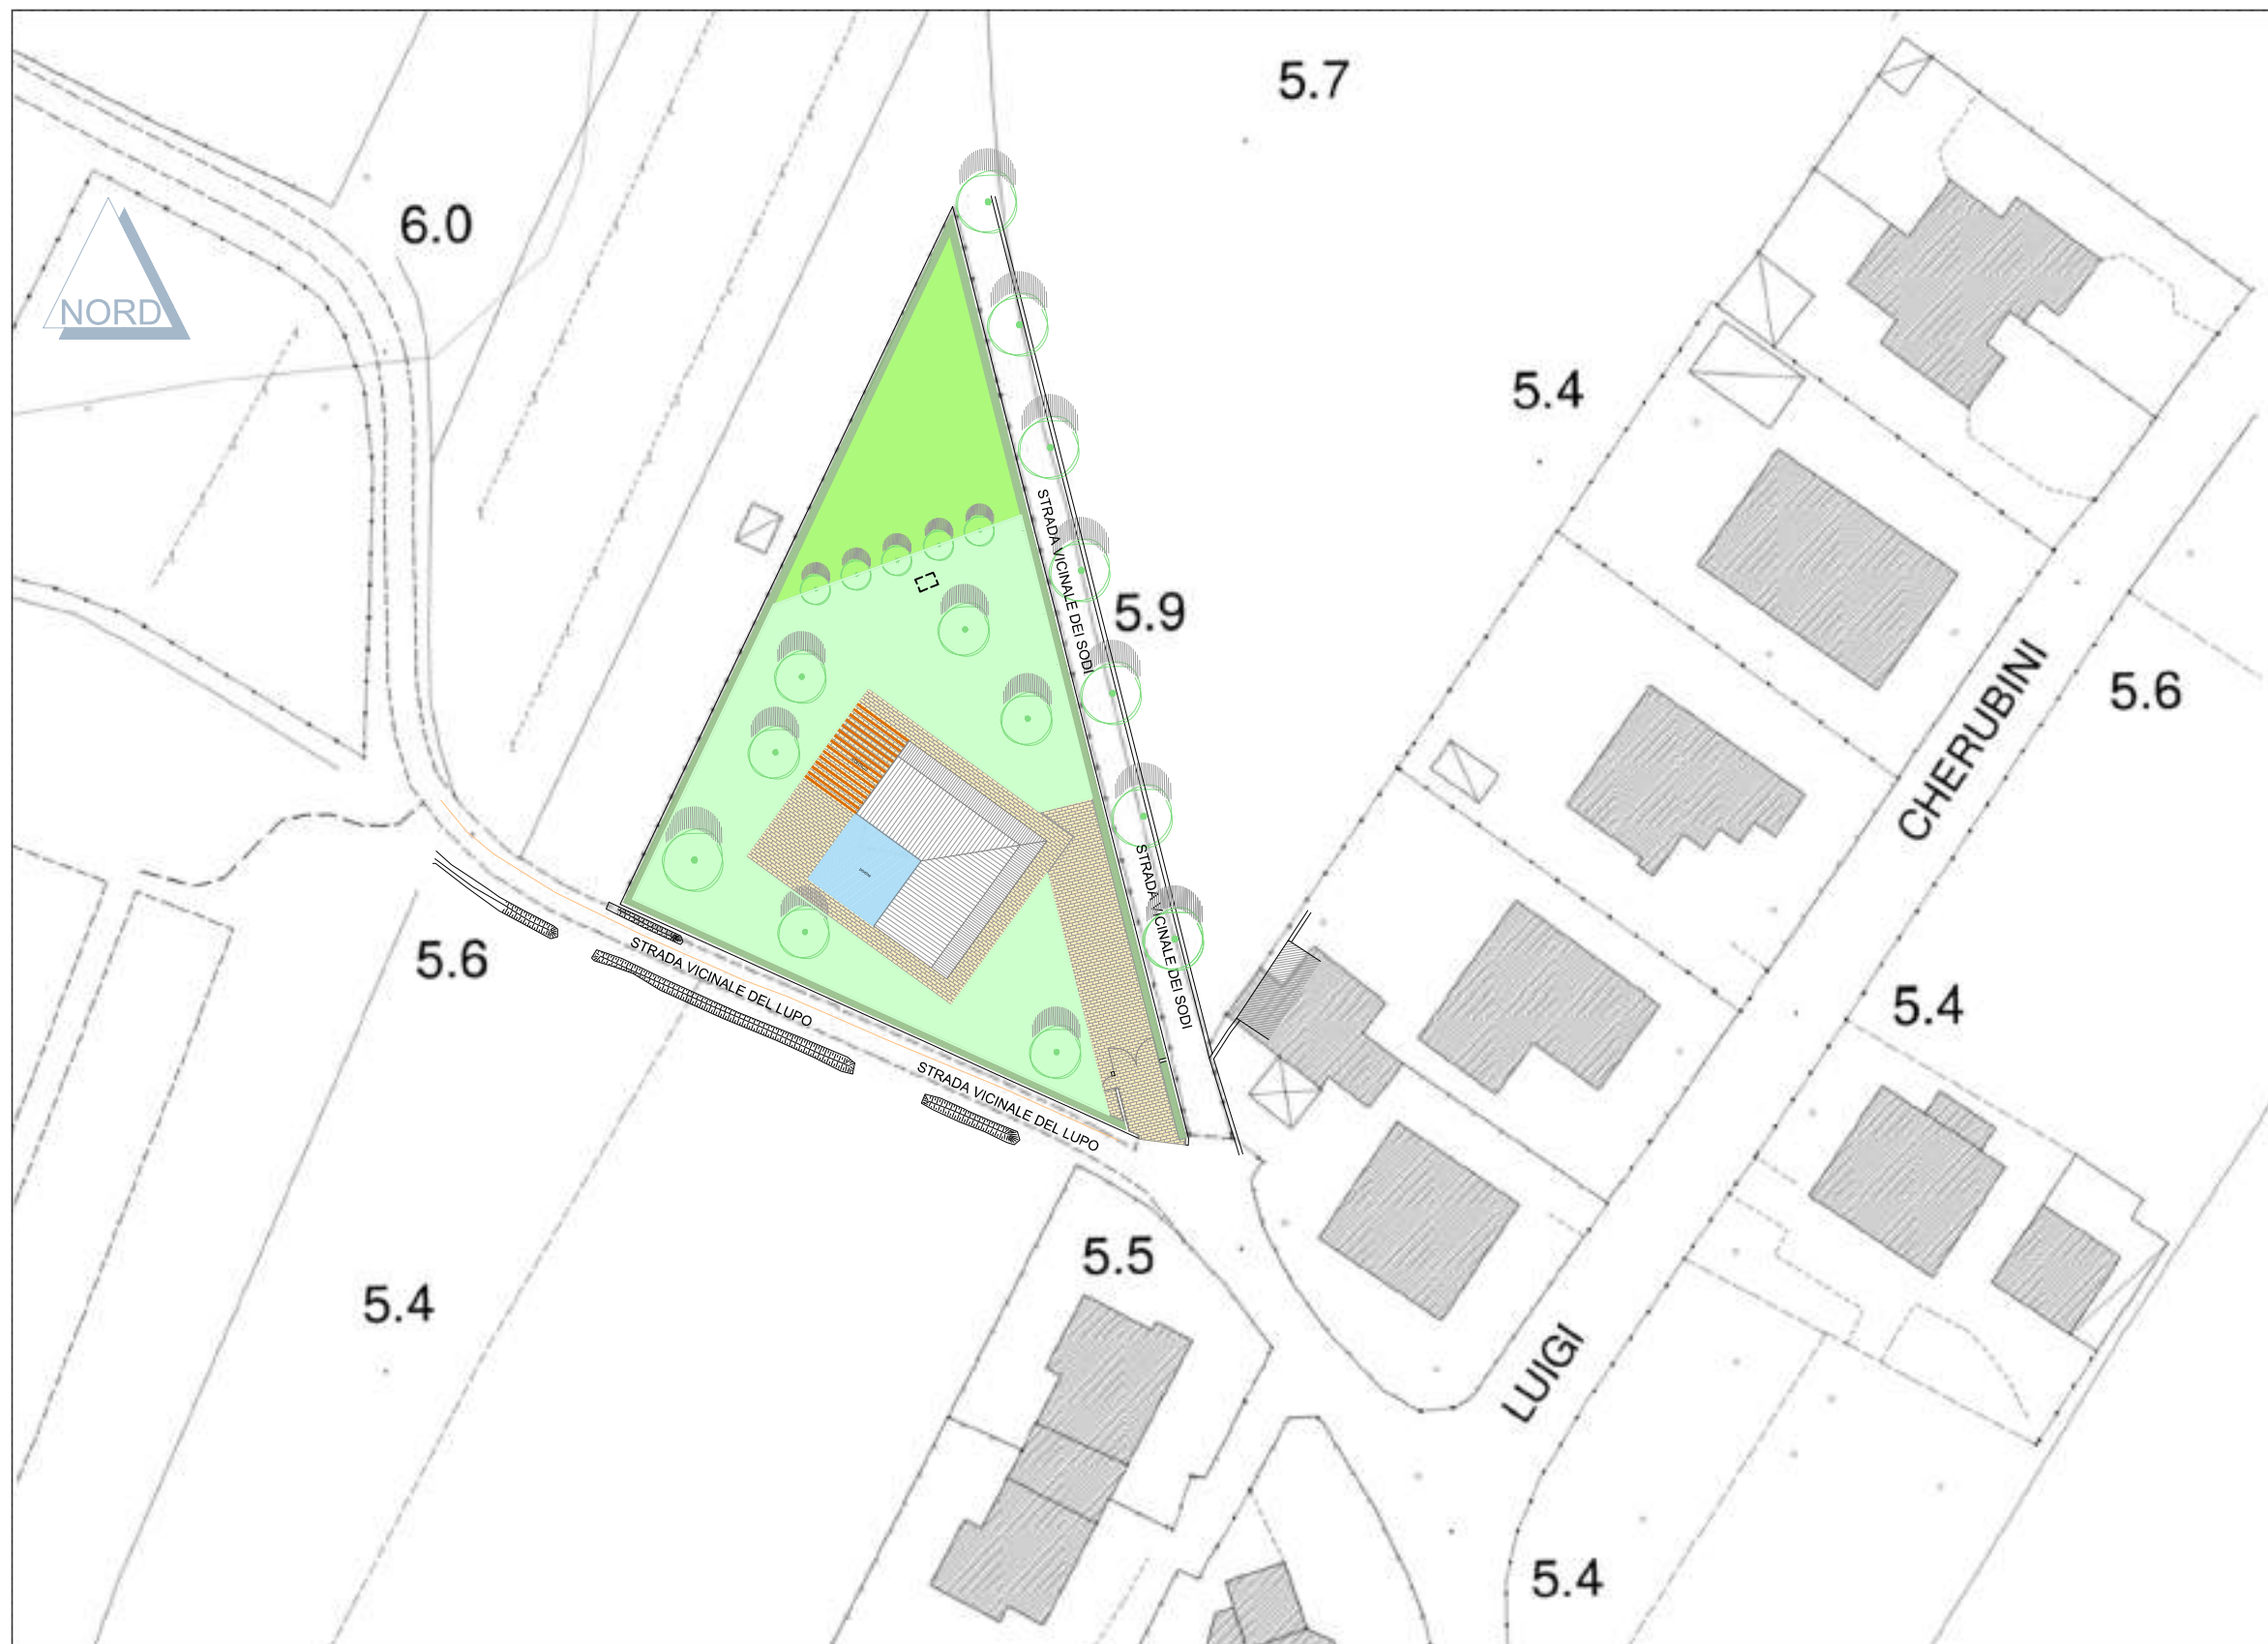 5.7
6.0
NORD
5.4
STRADA VICINALE DEI SODI
5.9
CHERUBINI
5.6
STRADA VICINALE DEI SODI
5.6
STRADA VICINALE DEL LUPO
5.4
STRADA VICINALE DEL LUPO
5.5
5.4
LUIGI
5.4